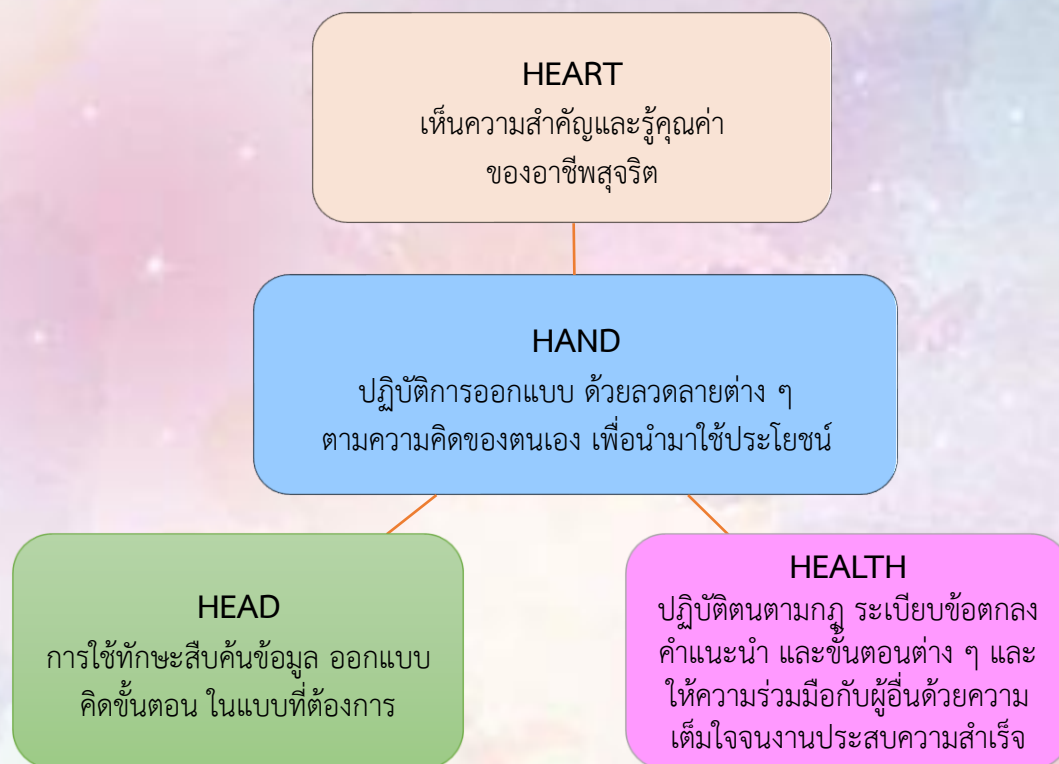 HEART
เห็นความสำคัญและรู้คุณค่า
ของอาชีพสุจริต
HAND
ปฏิบัติการออกแบบ ด้วยลวดลายต่าง ๆ
ตามความคิดของตนเอง เพื่อนำมาใช้ประโยชน์
HEAD
การใช้ทักษะสืบค้นข้อมูล ออกแบบ
คิดขั้นตอน ในแบบที่ต้องการ
HEALTH
ปฏิบัติตนตามกฎ ระเบียบข้อตกลง
คำแนะนำ และขั้นตอนต่าง ๆ และ
ให้ความร่วมมือกับผู้อื่นด้วยความ
เต็มใจจนงานประสบความสำเร็จ